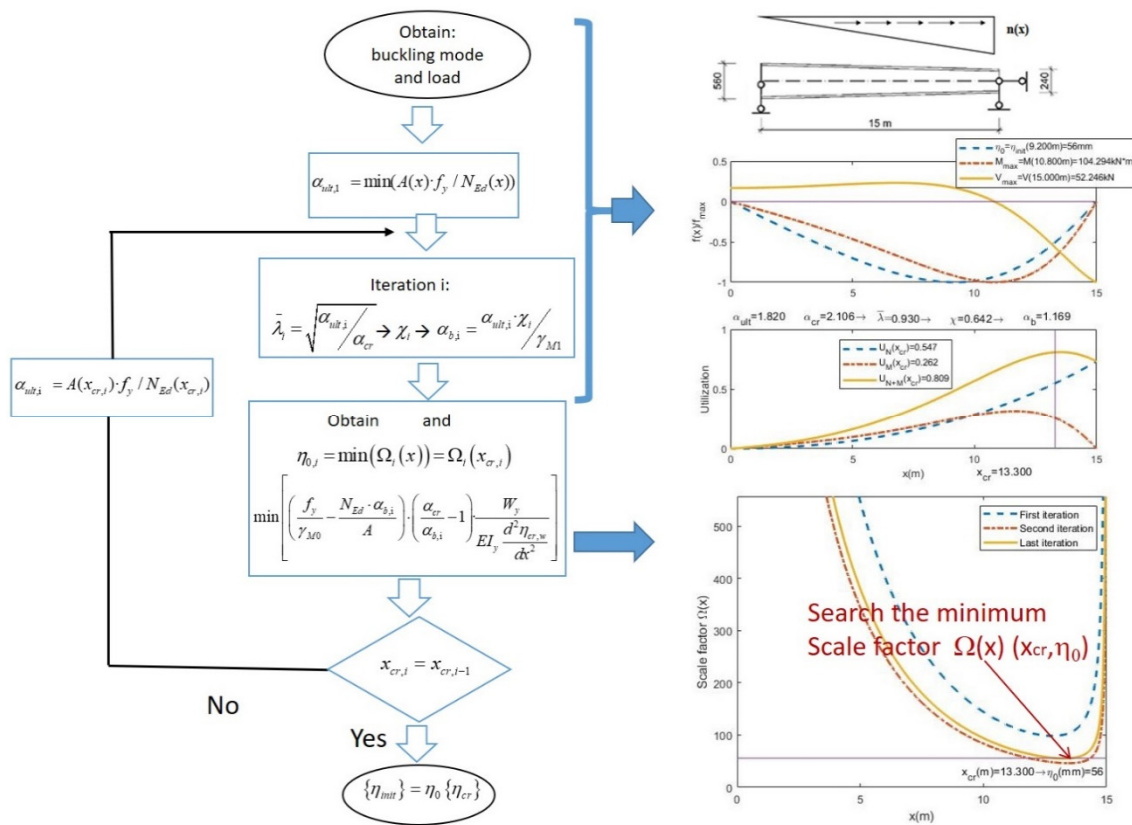 Obtain:
buckling mode
and load
α_ult,1 = min(A(x)·f_y / N_Ed(x))
Iteration i:
λ̄_i = √(α_ult,i / α_cr) → χ_i → α_b,i = α_ult,i · χ_i / γ_M1
α_ult,i = A(x_cr,i)·f_y / N_Ed(x_cr,i)
Obtain and
η_0,i = min(Ω_i(x)) = Ω_i(x_cr,i)
min[(f_y/γ_M0 − N_Ed·α_b,i/A)·(α_cr/α_b,i − 1)·W_y/(EI_y d²η_cr,w/dx²)]
x_cr,i = x_cr,i−1
No
Yes
{η_init} = η_0 {η_cr}
n(x)
560
240
15 m
η_0=η_init(9.200m)=56mm
M_max=M(10.800m)=104.294kN*m
V_max=V(15.000m)=52.246kN
f(x)/f_max
0.5
0
-0.5
-1
0 5 10 15
α_ult=1.820 α_cr=2.106→ λ̄=0.930→ χ=0.642→ α_b=1.169
U_N(x_cr)=0.547
U_M(x_cr)=0.262
U_N+M(x_cr)=0.809
Utilization
1
0.5
0
0 5 10 15
x(m)
x_cr=13.300
First iteration
Second iteration
Last iteration
Scale factor Ω(x)
500
400
300
200
100
0
Search the minimum
Scale factor Ω(x) (x_cr,η_0)
x_cr(m)=13.300→η_0(mm)=56
0 5 10 15
x(m)